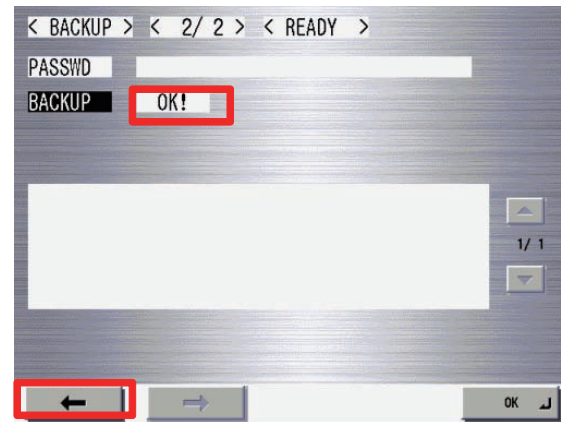 < BACKUP > < 2/ 2 > < READY >
PASSWD
BACKUP OK!
1/ 1
OK